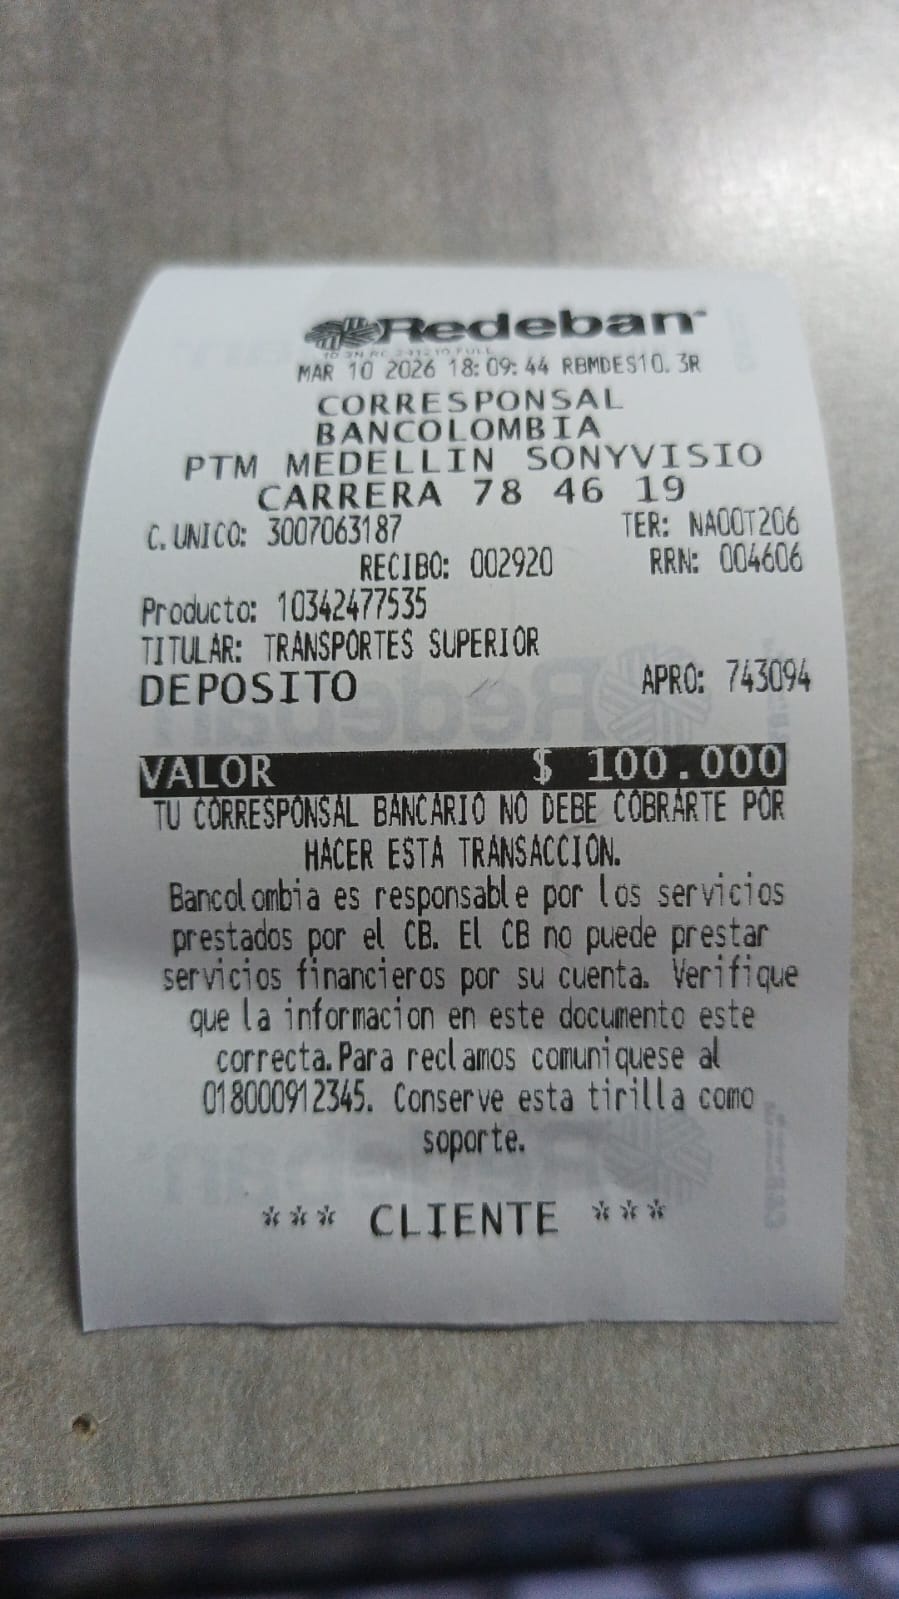 Redeban
MAR 10 2026 18:09:44 RBMDES10.3R
CORRESPONSAL
BANCOLOMBIA
PTM MEDELLIN SONYVISIO
CARRERA 78 46 19
C. UNICO: 3007063187 TER: NA00T206
RECIBO: 002920 RRN: 004606
Producto: 10342477535
TITULAR: TRANSPORTES SUPERIOR
DEPOSITO APRO: 743094
VALOR $ 100.000
TU CORRESPONSAL BANCARIO NO DEBE COBRARTE POR
HACER ESTA TRANSACCION.
Bancolombia es responsable por los servicios
prestados por el CB. El CB no puede prestar
servicios financieros por su cuenta. Verifique
que la informacion en este documento este
correcta.Para reclamos comuniquese al
018000912345. Conserve esta tirilla como
soporte.
*** CLIENTE ***